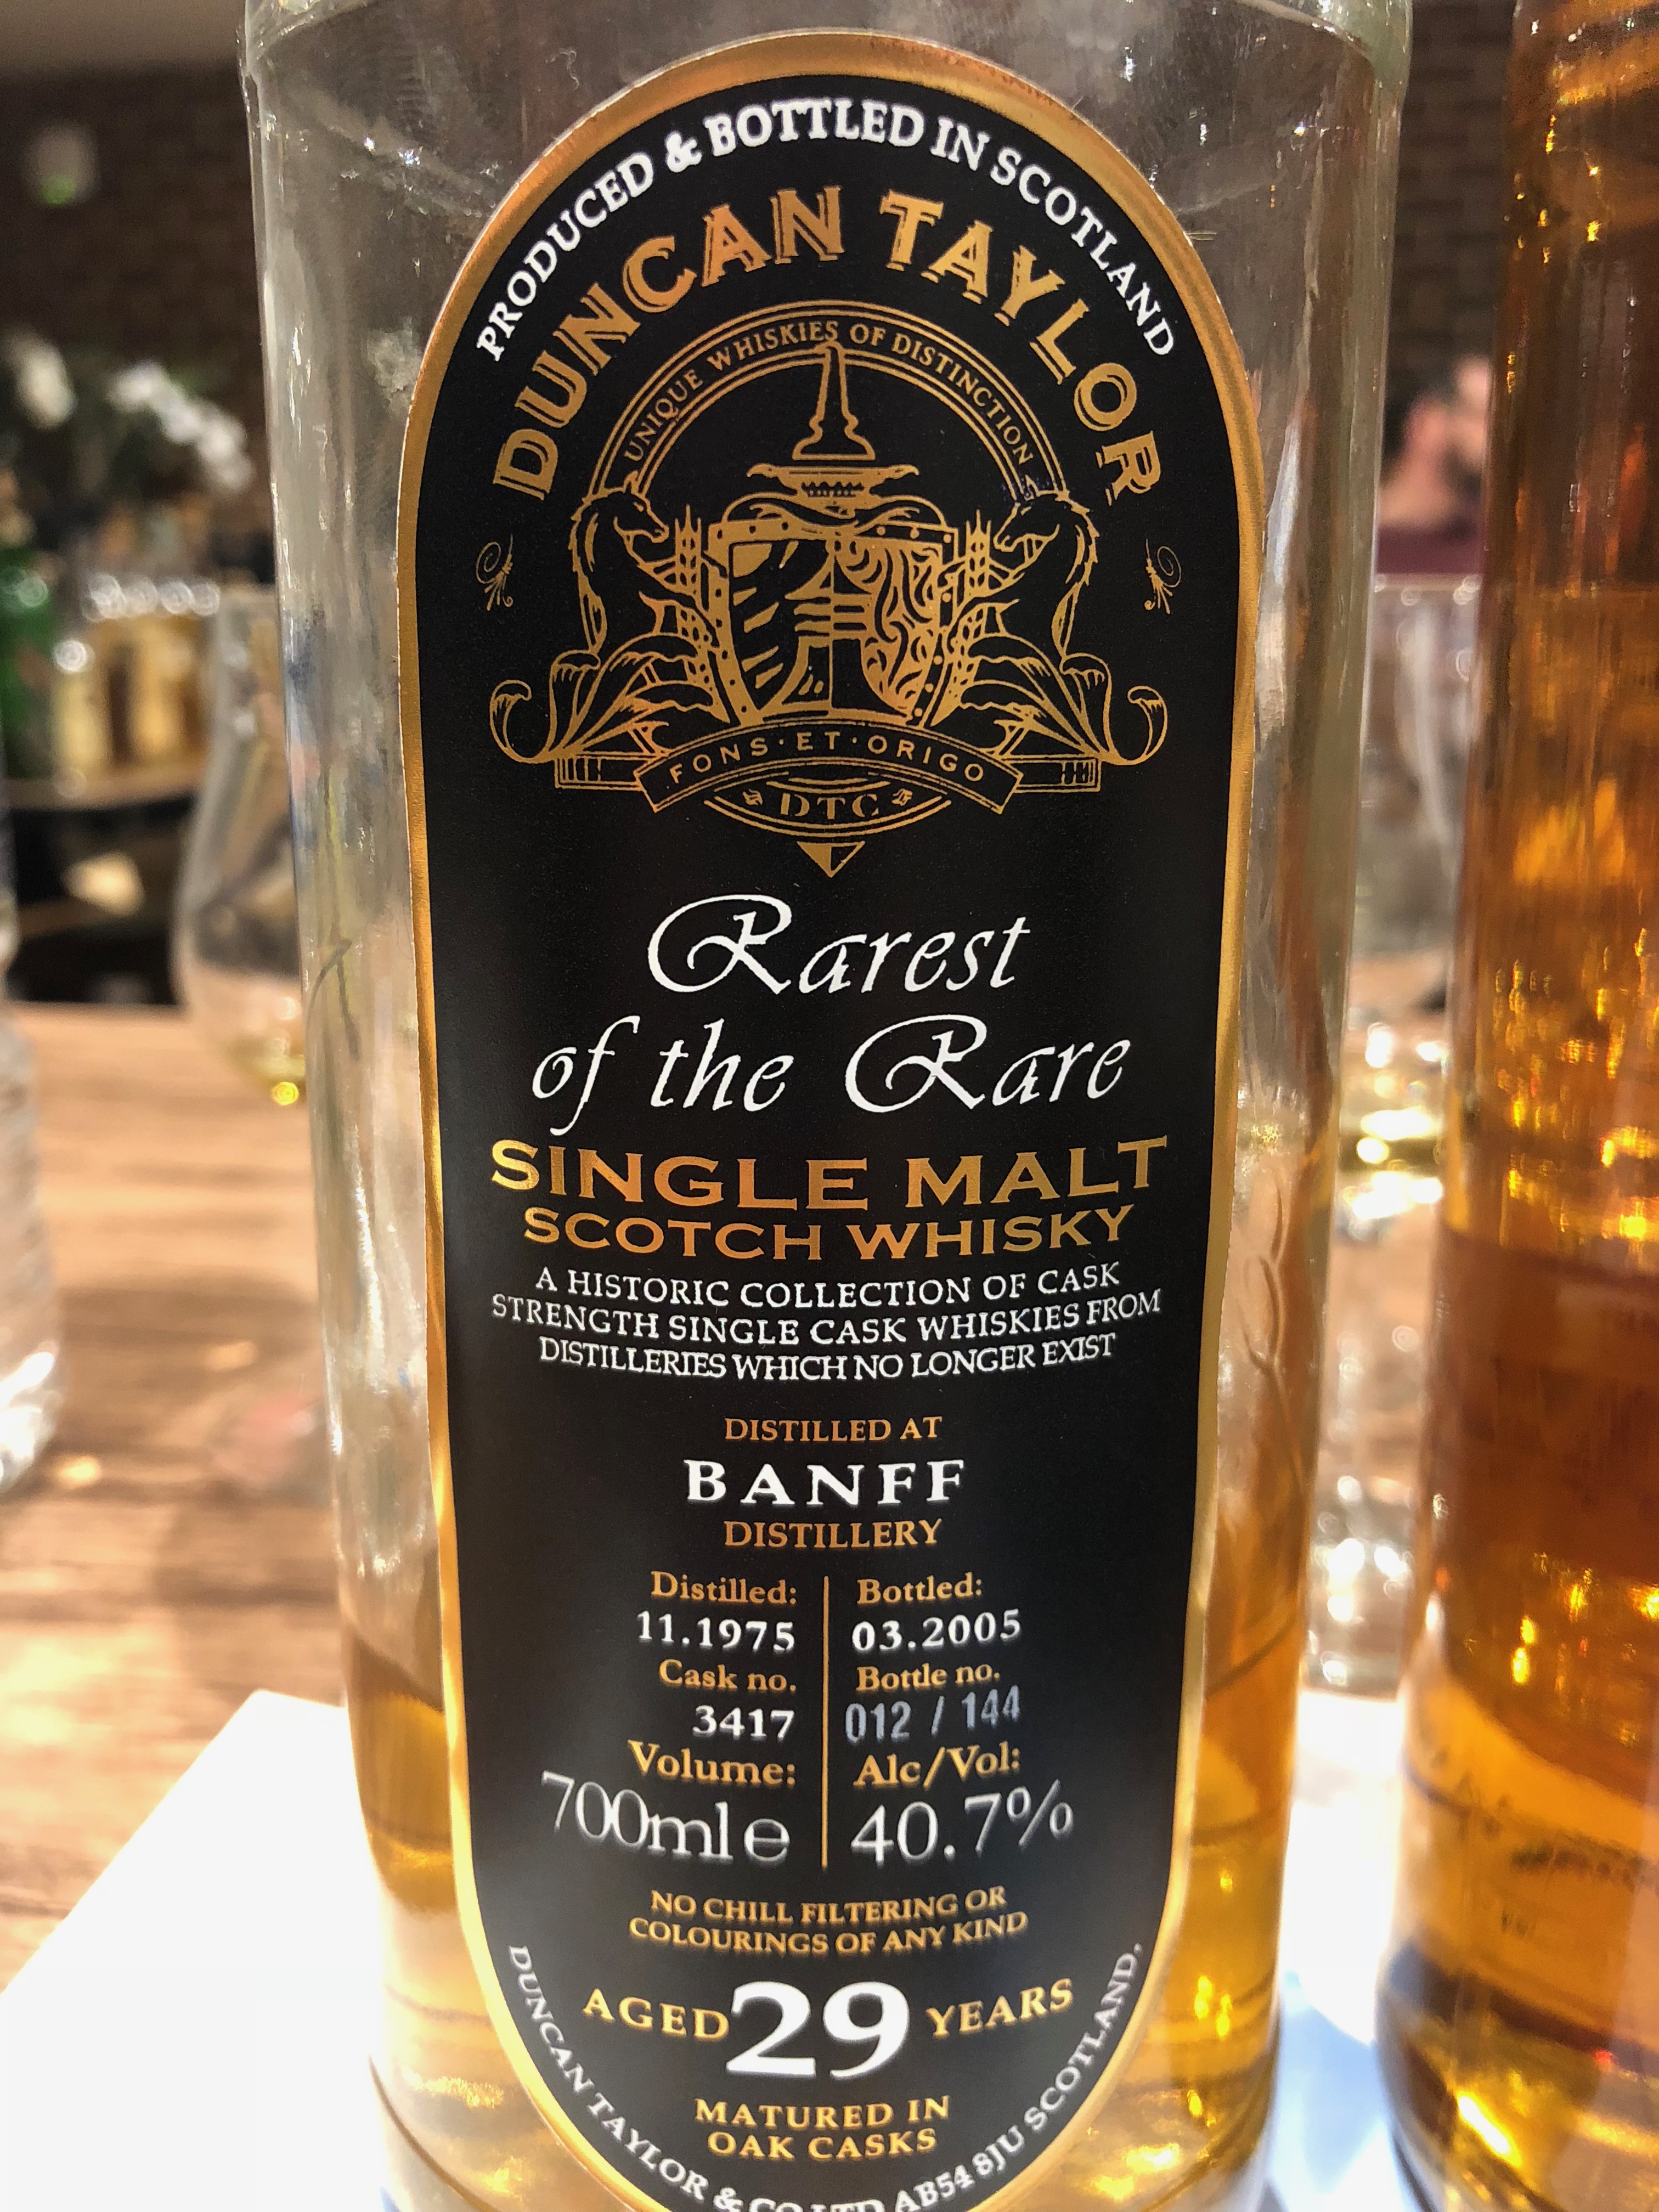 PRODUCED & BOTTLED IN SCOTLAND
DUNCAN TAYLOR
UNIQUE WHISKIES OF DISTINCTION
FONS·ET·ORIGO
DTC
Rarest
of the Rare
SINGLE MALT
SCOTCH WHISKY
A HISTORIC COLLECTION OF CASK
STRENGTH SINGLE CASK WHISKIES FROM
DISTILLERIES WHICH NO LONGER EXIST
DISTILLED AT
BANFF
DISTILLERY
Distilled: Bottled:
11.1975 03.2005
Cask no. Bottle no.
3417 012 / 144
Volume: Alc/Vol:
700ml e 40.7%
NO CHILL FILTERING OR
COLOURINGS OF ANY KIND
AGED 29 YEARS
MATURED IN
OAK CASKS
DUNCAN TAYLOR & CO LTD AB54 8JU SCOTLAND.